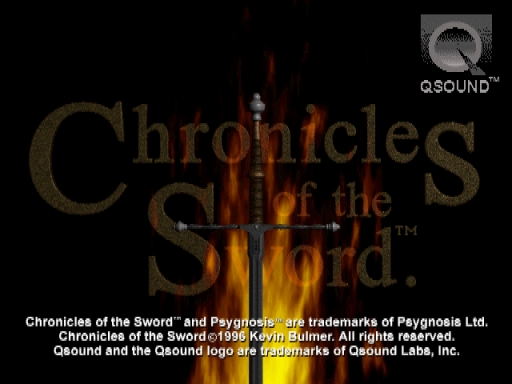 QSOUND™
Chronicles
of the
Sword.™
Chronicles of the Sword™ and Psygnosis™ are trademarks of Psygnosis Ltd.
Chronicles of the Sword ©1996 Kevin Bulmer. All rights reserved.
Qsound and the Qsound logo are trademarks of Qsound Labs, Inc.